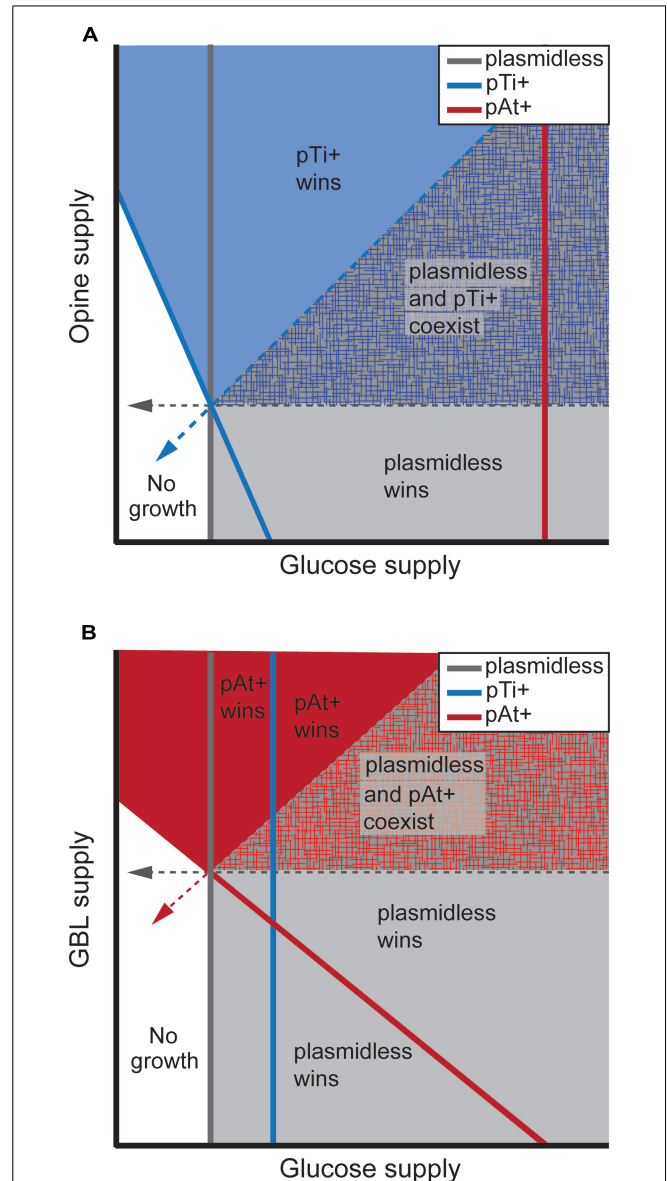 A
plasmidless
pTi+
pAt+
pTi+
wins
plasmidless
and pTi+
coexist
Opine supply
plasmidless
wins
No
growth
Glucose supply
B
plasmidless
pTi+
pAt+
pAt+
wins
pAt+
wins
plasmidless
and pAt+
coexist
GBL supply
plasmidless
wins
No
growth
plasmidless
wins
Glucose supply